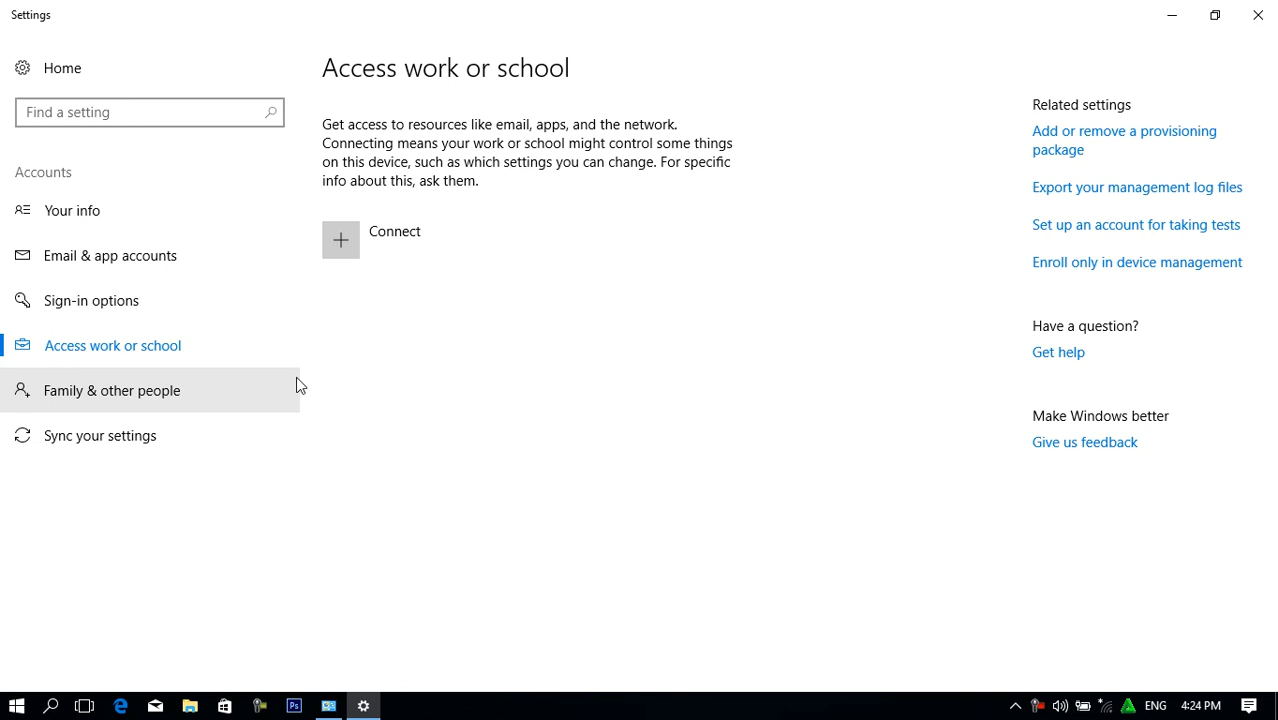 Settings
Home
Find a setting
Accounts
Your info
Email & app accounts
Sign-in options
Access work or school
Family & other people
Sync your settings
Access work or school
Get access to resources like email, apps, and the network.
Connecting means your work or school might control some things
on this device, such as which settings you can change. For specific
info about this, ask them.
Connect
Related settings
Add or remove a provisioning
package
Export your management log files
Set up an account for taking tests
Enroll only in device management
Have a question?
Get help
Make Windows better
Give us feedback
Ps
ENG
4:24 PM